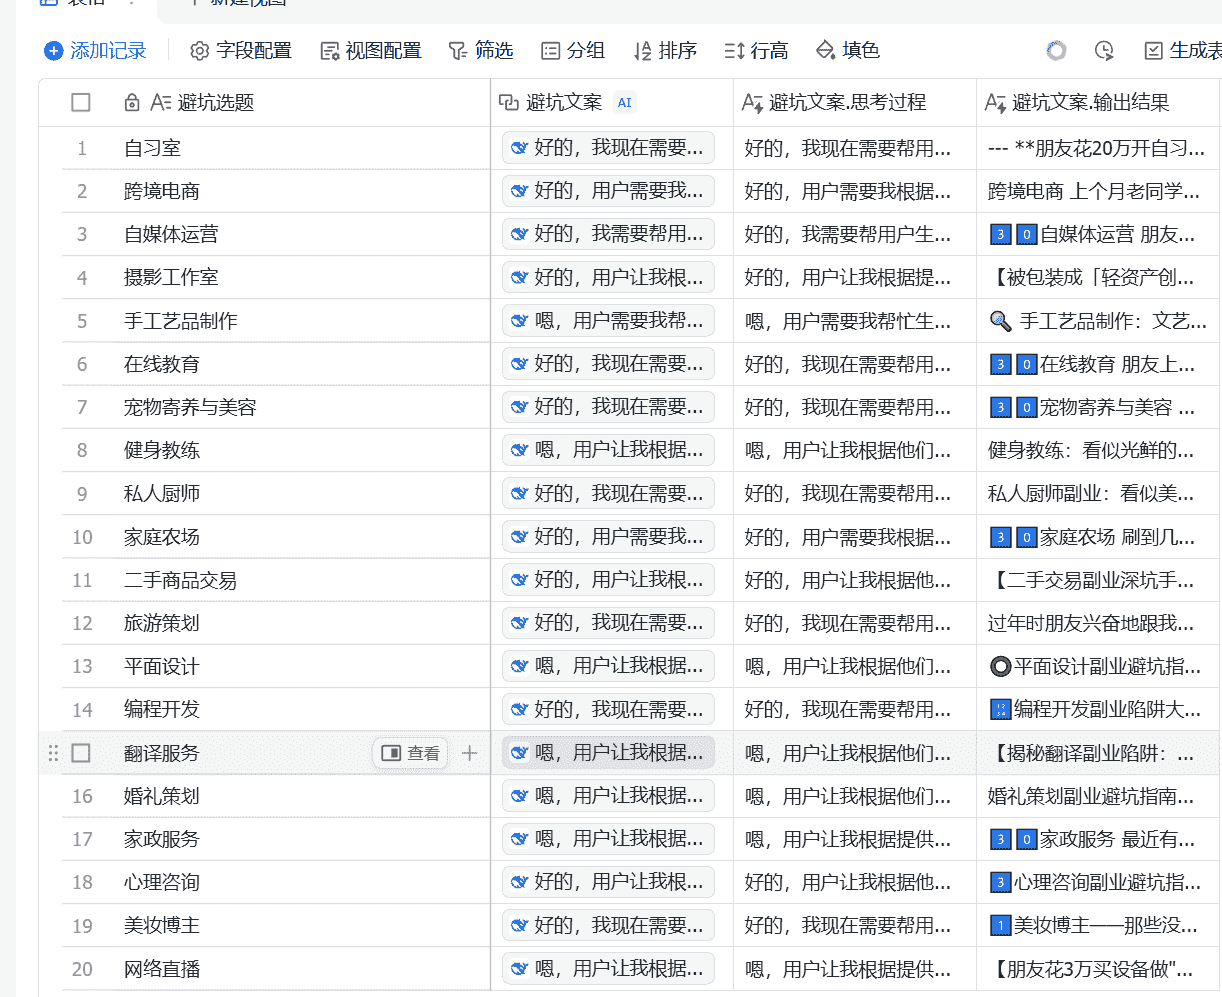 表格 新建视图
添加记录 字段配置 视图配置 筛选 分组 排序 行高 填色 生成表
避坑选题 避坑文案 AI 避坑文案.思考过程 避坑文案.输出结果
1 自习室 好的，我现在需要... 好的，我现在需要帮用... --- **朋友花20万开自习...
2 跨境电商 好的，用户需要我... 好的，用户需要我根据... 跨境电商 上个月老同学...
3 自媒体运营 好的，我需要帮用... 好的，我需要帮用户生... 3 0 自媒体运营 朋友...
4 摄影工作室 好的，用户让我根... 好的，用户让我根据提... 【被包装成「轻资产创...
5 手工艺品制作 嗯，用户需要我帮... 嗯，用户需要我帮忙生... 🔍 手工艺品制作：文艺...
6 在线教育 好的，我现在需要... 好的，我现在需要帮用... 3 0 在线教育 朋友上...
7 宠物寄养与美容 好的，我现在需要... 好的，我现在需要帮用... 3 0 宠物寄养与美容 ...
8 健身教练 嗯，用户让我根据... 嗯，用户让我根据他们... 健身教练：看似光鲜的...
9 私人厨师 好的，我现在需要... 好的，我现在需要帮用... 私人厨师副业：看似美...
10 家庭农场 好的，用户需要我... 好的，用户需要我根据... 3 0 家庭农场 刷到几...
11 二手商品交易 好的，用户让我根... 好的，用户让我根据他... 【二手交易副业深坑手...
12 旅游策划 好的，我现在需要... 好的，我现在需要帮用... 过年时朋友兴奋地跟我...
13 平面设计 嗯，用户让我根据... 嗯，用户让我根据他们... ⭕平面设计副业避坑指...
14 编程开发 好的，我现在需要... 好的，我现在需要帮用... 🔢编程开发副业陷阱大...
翻译服务 查看 嗯，用户让我根据... 嗯，用户让我根据他们... 【揭秘翻译副业陷阱：...
16 婚礼策划 嗯，用户让我根据... 嗯，用户让我根据他们... 婚礼策划副业避坑指南...
17 家政服务 嗯，用户让我根据... 嗯，用户让我根据提供... 3 0 家政服务 最近有...
18 心理咨询 好的，用户让我根... 好的，用户让我根据他... 3 心理咨询副业避坑指...
19 美妆博主 好的，我现在需要... 好的，我现在需要帮用... 1 美妆博主——那些没...
20 网络直播 嗯，用户让我根据... 嗯，用户让我根据提供... 【朋友花3万买设备做"...